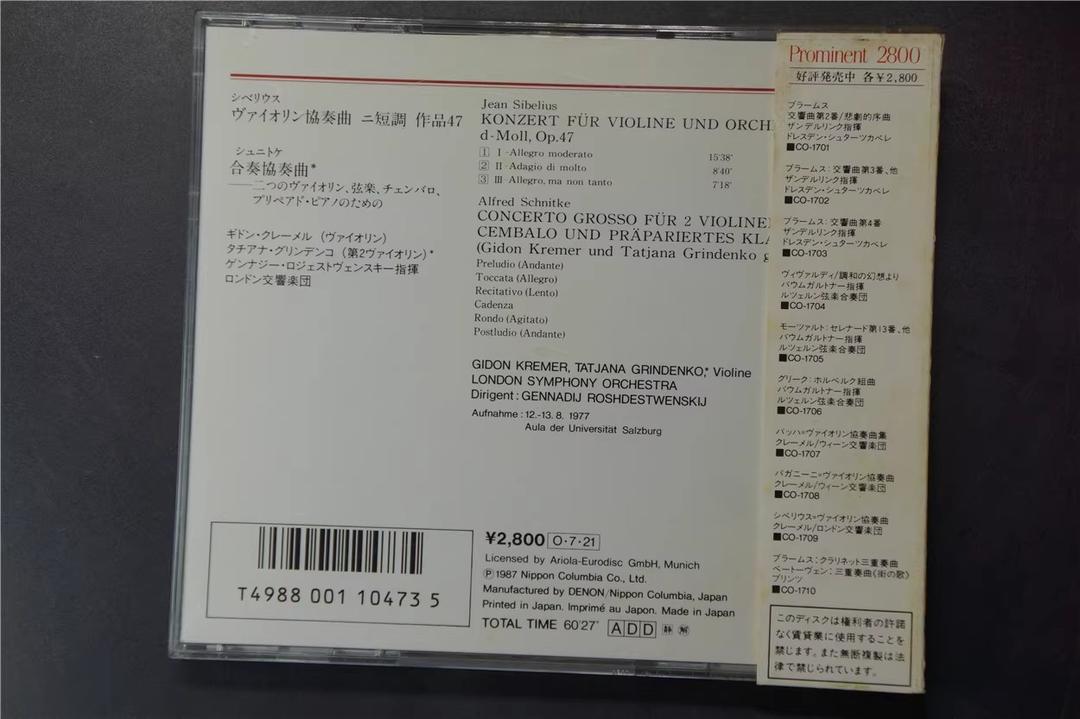 シベリウス
ヴァイオリン協奏曲 ニ短調 作品47
シュニトケ
合奏協奏曲*
——二つのヴァイオリン、弦楽、チェンバロ、
プリペアド・ピアノのための
ギドン・クレーメル (ヴァイオリン)
タチアナ・グリンデンコ (第2ヴァイオリン)*
ゲンナジー・ロジェストヴェンスキー指揮
ロンドン交響楽団
Jean Sibelius
KONZERT FÜR VIOLINE UND ORCHE
d-Moll, Op.47
1 I-Allegro moderato 15'38"
2 II-Adagio di molto 8'40"
3 III-Allegro, ma non tanto 7'18"
Alfred Schnitke
CONCERTO GROSSO FÜR 2 VIOLINEN
CEMBALO UND PRÄPARIERTES KLA
(Gidon Kremer und Tatjana Grindenko g
Preludio (Andante)
Toccata (Allegro)
Recitativo (Lento)
Cadenza
Rondo (Agitato)
Postludio (Andante)
GIDON KREMER, TATJANA GRINDENKO,* Violine
LONDON SYMPHONY ORCHESTRA
Dirigent: GENNADIJ ROSHDESTWENSKIJ
Aufnahme: 12.-13. 8. 1977
Aula der Universität Salzburg
T4988 001 10473 5
¥2,800 O・7・21
Licensed by Ariola-Eurodisc GmbH, Munich
Ⓟ1987 Nippon Columbia Co., Ltd.
Manufactured by DENON/Nippon Columbia, Japan
Printed in Japan. Imprimé au Japon. Made in Japan
TOTAL TIME 60'27" ADD 静 解
Prominent 2800
好評発売中 各¥2,800
ブラームス
交響曲第2番/悲劇的序曲
ザンデルリンク指揮
ドレスデン・シュターツカペレ
■CO-1701
ブラームス: 交響曲第3番、他
ザンデルリンク指揮
ドレスデン・シュターツカペレ
■CO-1702
ブラームス: 交響曲第4番
ザンデルリンク指揮
ドレスデン・シュターツカペレ
■CO-1703
ヴィヴァルディ/調和の幻想より
バウムガルトナー指揮
ルツェルン弦楽合奏団
■CO-1704
モーツァルト: セレナード第13番、他
バウムガルトナー指揮
ルツェルン弦楽合奏団
■CO-1705
グリーク: ホルベルク組曲
バウムガルトナー指揮
ルツェルン弦楽合奏団
■CO-1706
バッハ=ヴァイオリン協奏曲集
クレーメル/ウィーン交響楽団
■CO-1707
パガニーニ=ヴァイオリン協奏曲
クレーメル/ウィーン交響楽団
■CO-1708
シベリウス=ヴァイオリン協奏曲
クレーメル/ロンドン交響楽団
■CO-1709
ブラームス: クラリネット三重奏曲
ベートーヴェン: 三重奏曲《街の歌》
プリンツ
■CO-1710
このディスクは権利者の許諾
なく賃貸業に使用することを
禁じます。また無断複製は法
律で禁じられています。